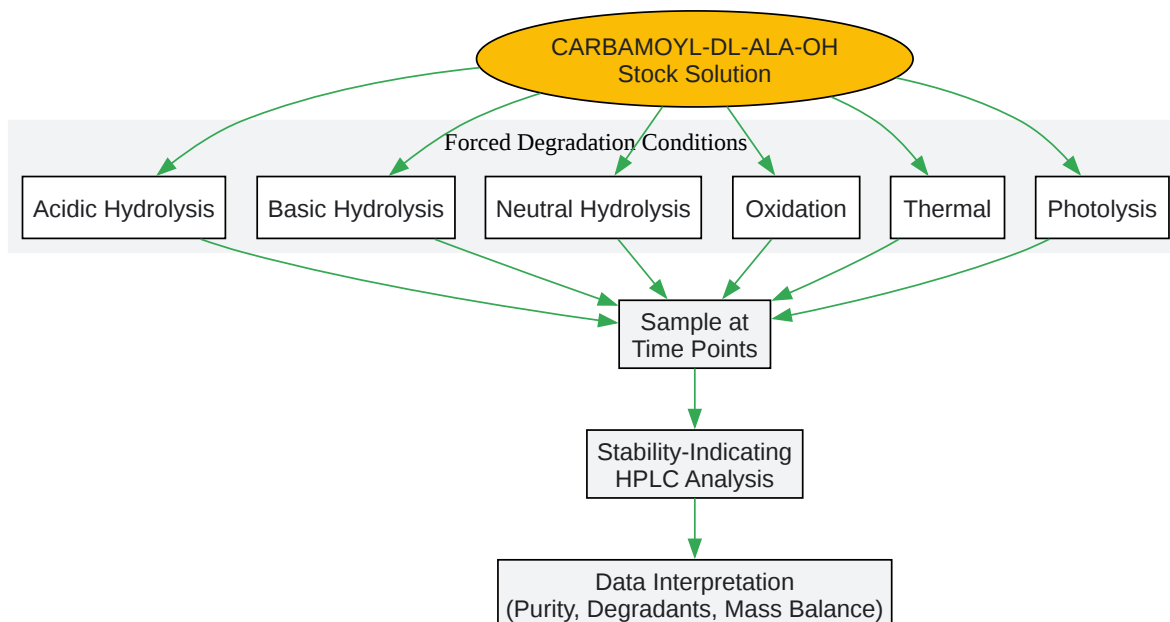 CARBAMOYL-DL-ALA-OH
Stock Solution
Forced Degradation Conditions
Acidic Hydrolysis
Basic Hydrolysis
Neutral Hydrolysis
Oxidation
Thermal
Photolysis
Sample at
Time Points
Stability-Indicating
HPLC Analysis
Data Interpretation
(Purity, Degradants, Mass Balance)